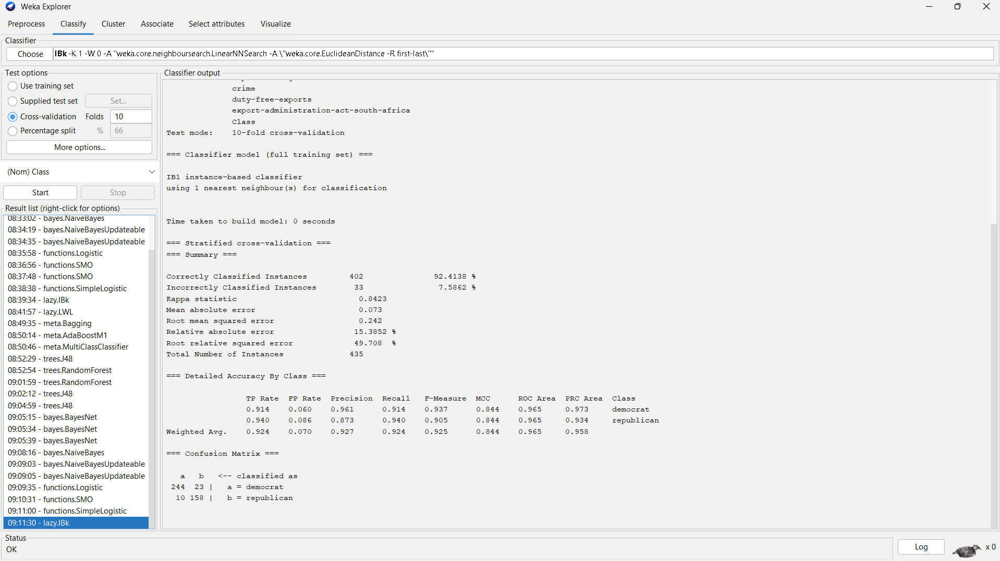 Weka Explorer
Preprocess Classify Cluster Associate Select attributes Visualize
Classifier
Choose IBk -K 1 -W 0 -A "weka.core.neighboursearch.LinearNNSearch -A \"weka.core.EuclideanDistance -R first-last\""
Test options
Use training set
Supplied test set Set...
Cross-validation Folds 10
Percentage split % 66
More options...
(Nom) Class
Start Stop
Result list (right-click for options)
08:33:02 - bayes.NaiveBayes
08:34:19 - bayes.NaiveBayesUpdateable
08:34:35 - bayes.NaiveBayesUpdateable
08:35:58 - functions.Logistic
08:36:56 - functions.SMO
08:37:48 - functions.SMO
08:38:38 - functions.SimpleLogistic
08:39:34 - lazy.IBk
08:41:57 - lazy.LWL
08:49:35 - meta.Bagging
08:50:14 - meta.AdaBoostM1
08:50:46 - meta.MultiClassClassifier
08:52:29 - trees.J48
08:52:54 - trees.RandomForest
09:01:59 - trees.RandomForest
09:02:12 - trees.J48
09:04:59 - trees.J48
09:05:15 - bayes.BayesNet
09:05:34 - bayes.BayesNet
09:05:39 - bayes.BayesNet
09:08:16 - bayes.NaiveBayes
09:09:03 - bayes.NaiveBayesUpdateable
09:09:05 - bayes.NaiveBayesUpdateable
09:09:35 - functions.Logistic
09:10:31 - functions.SMO
09:11:00 - functions.SimpleLogistic
09:11:30 - lazy.IBk
Classifier output
crime
duty-free-exports
export-administration-act-south-africa
Class
Test mode: 10-fold cross-validation
=== Classifier model (full training set) ===
IB1 instance-based classifier
using 1 nearest neighbour(s) for classification
Time taken to build model: 0 seconds
=== Stratified cross-validation ===
=== Summary ===
Correctly Classified Instances 402 92.4138 %
Incorrectly Classified Instances 33 7.5862 %
Kappa statistic 0.8423
Mean absolute error 0.073
Root mean squared error 0.242
Relative absolute error 15.3852 %
Root relative squared error 49.708 %
Total Number of Instances 435
=== Detailed Accuracy By Class ===
TP Rate FP Rate Precision Recall F-Measure MCC ROC Area PRC Area Class
0.914 0.060 0.961 0.914 0.937 0.844 0.965 0.973 democrat
0.940 0.086 0.873 0.940 0.905 0.844 0.965 0.934 republican
Weighted Avg. 0.924 0.070 0.927 0.924 0.925 0.844 0.965 0.958
=== Confusion Matrix ===
a b <-- classified as
244 23 | a = democrat
10 158 | b = republican
Status
OK
Log x 0